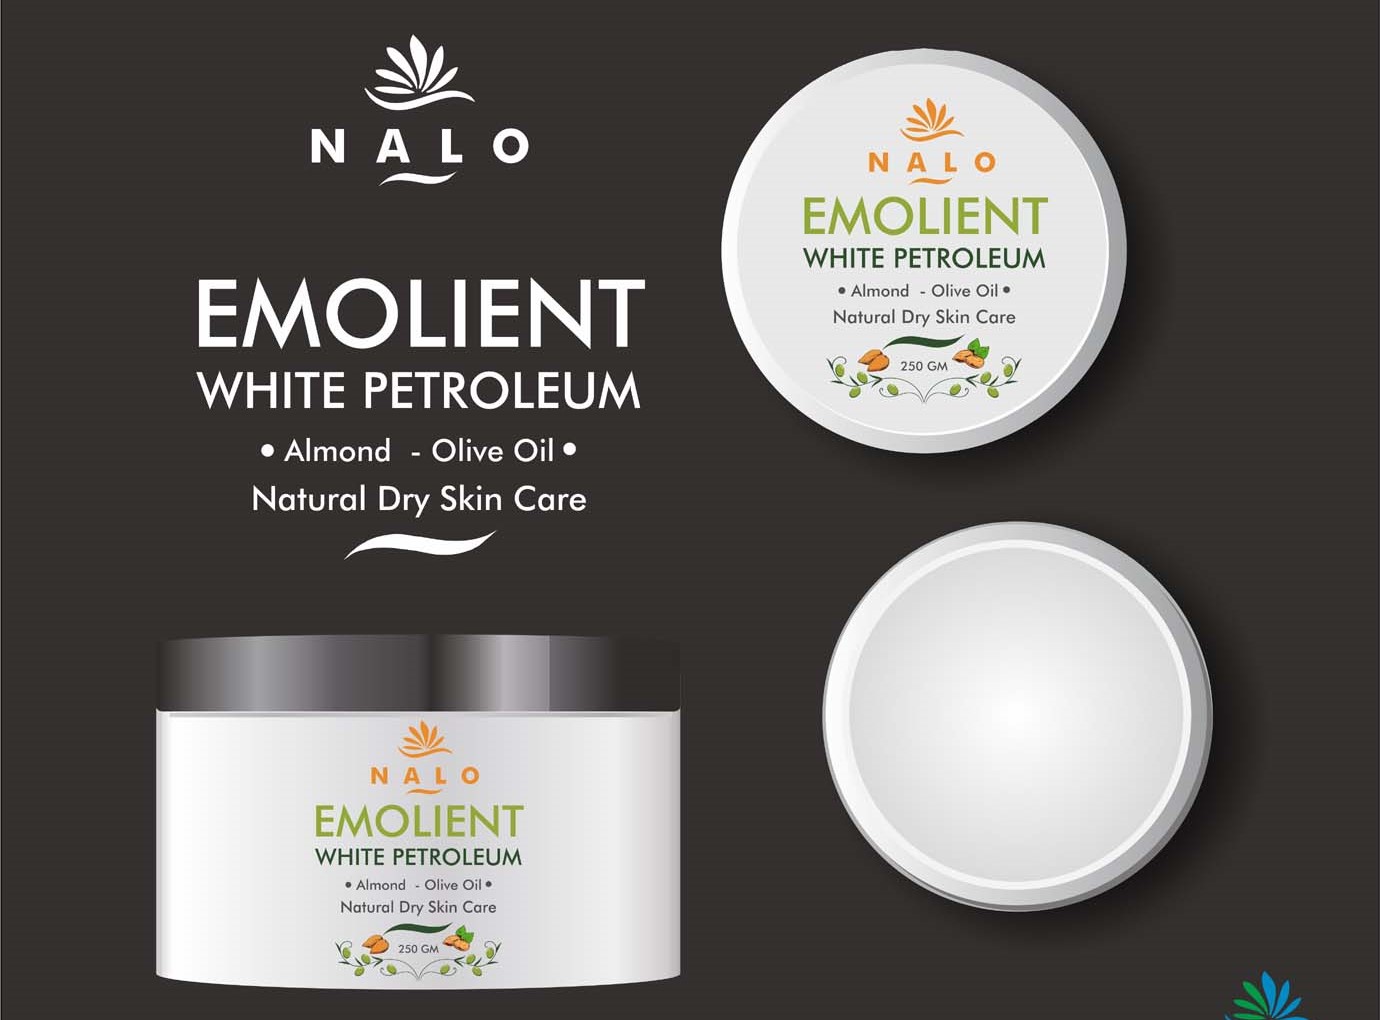 NALO
EMOLIENT
WHITE PETROLEUM
• Almond - Olive Oil •
Natural Dry Skin Care
NALO
EMOLIENT
WHITE PETROLEUM
• Almond - Olive Oil •
Natural Dry Skin Care
250 GM
NALO
EMOLIENT
WHITE PETROLEUM
• Almond - Olive Oil •
Natural Dry Skin Care
250 GM